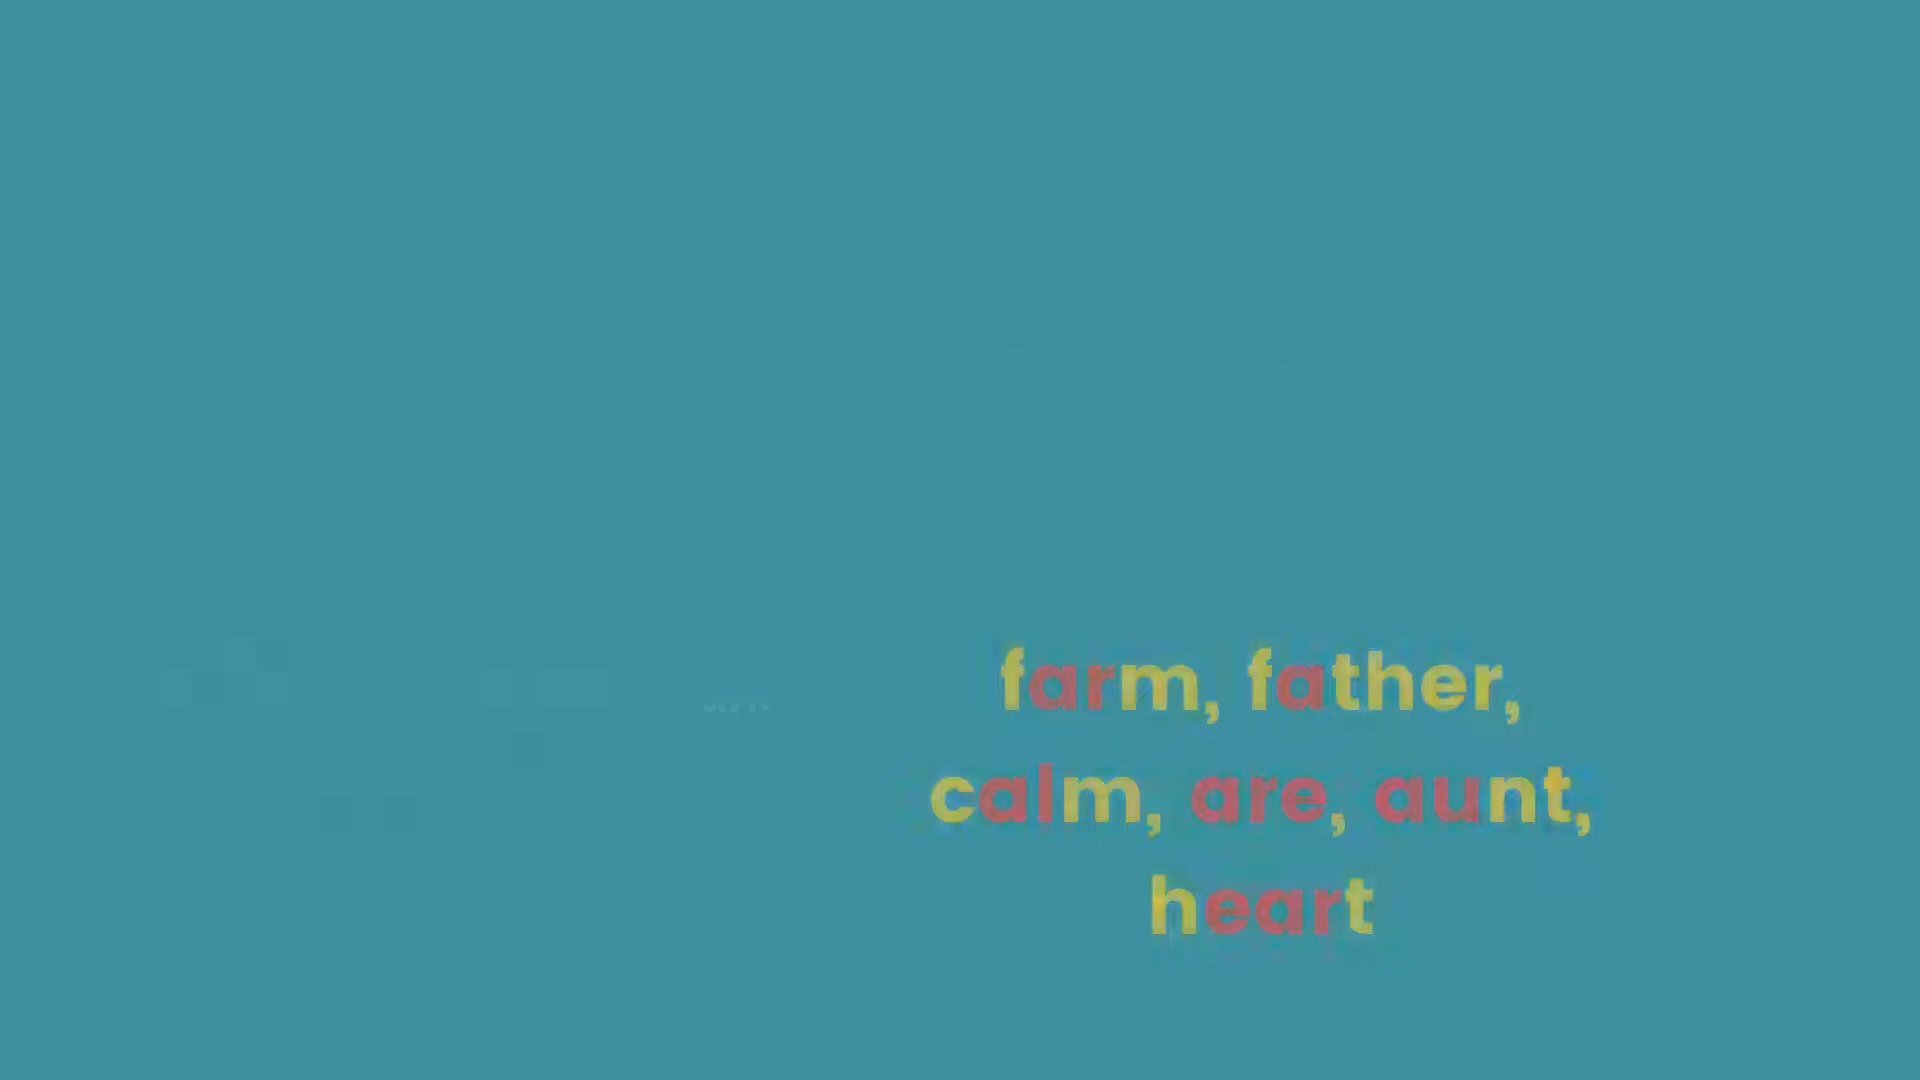 farm, father,
calm, are, aunt,
heart